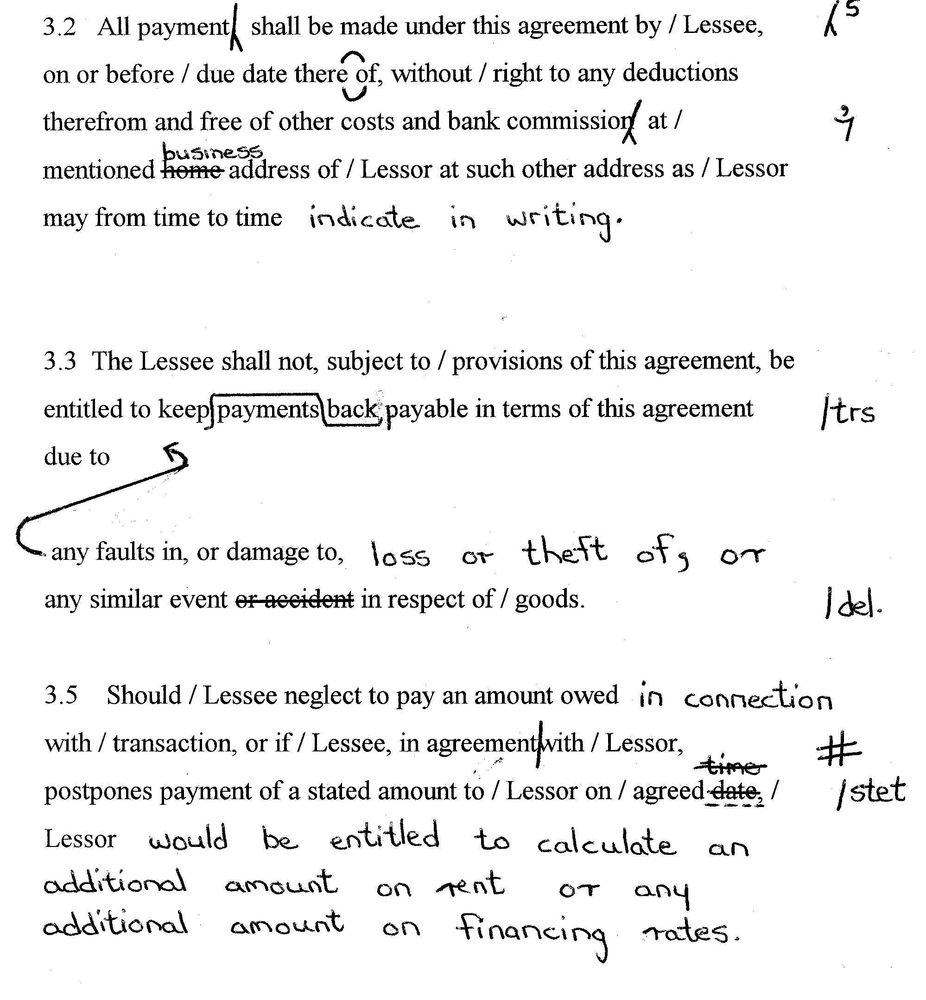 3.2 All payment shall be made under this agreement by / Lessee, /s
on or before / due date there of, without / right to any deductions
therefrom and free of other costs and bank commission at / ,/
business
mentioned home address of / Lessor at such other address as / Lessor
may from time to time indicate in writing.
3.3 The Lessee shall not, subject to / provisions of this agreement, be
entitled to keep payments back, payable in terms of this agreement /trs
due to
any faults in, or damage to, loss or theft of, or
any similar event or accident in respect of / goods. /del.
3.5 Should / Lessee neglect to pay an amount owed in connection
with / transaction, or if / Lessee, in agreement with / Lessor, #
time
postpones payment of a stated amount to / Lessor on / agreed date, / /stet
Lessor would be entitled to calculate an
additional amount on rent or any
additional amount on financing rates.